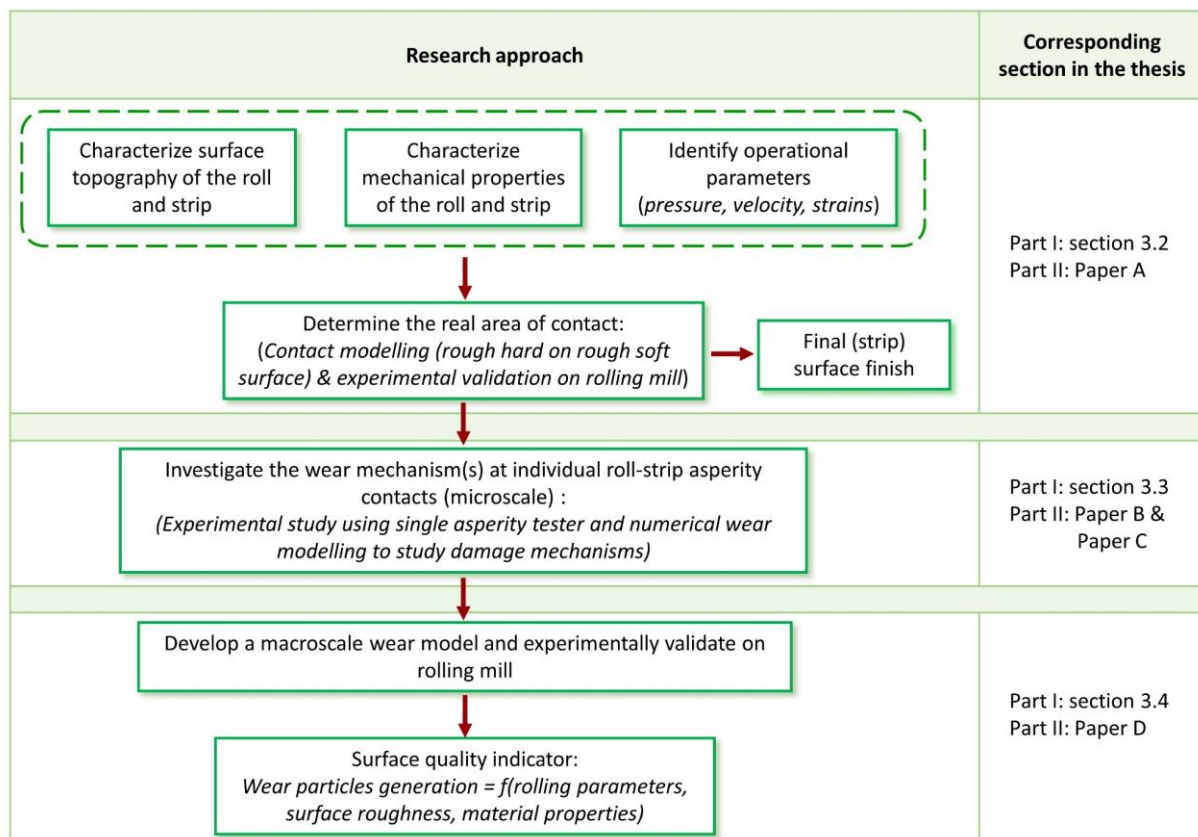 Research approach
Corresponding
section in the thesis
Characterize surface
topography of the roll
and strip
Characterize
mechanical properties
of the roll and strip
Identify operational
parameters
(pressure, velocity, strains)
Part I: section 3.2
Part II: Paper A
Determine the real area of contact:
(Contact modelling (rough hard on rough soft
surface) & experimental validation on rolling mill)
Final (strip)
surface finish
Investigate the wear mechanism(s) at individual roll-strip asperity
contacts (microscale) :
(Experimental study using single asperity tester and numerical wear
modelling to study damage mechanisms)
Part I: section 3.3
Part II: Paper B &
Paper C
Develop a macroscale wear model and experimentally validate on
rolling mill
Part I: section 3.4
Part II: Paper D
Surface quality indicator:
Wear particles generation = f(rolling parameters,
surface roughness, material properties)